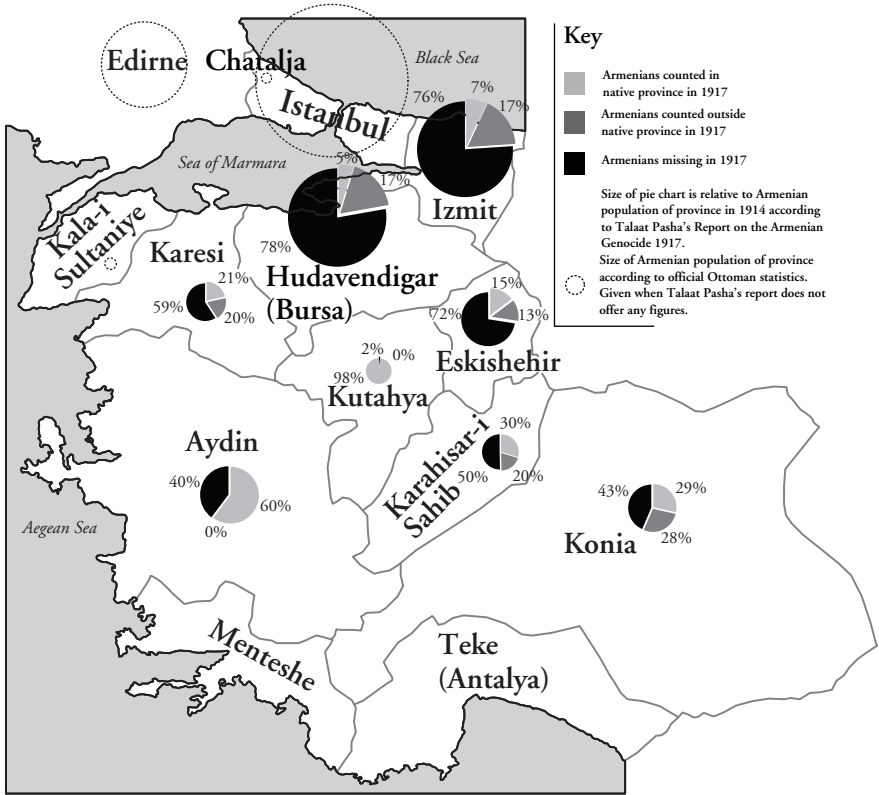 Edirne
Chatalja
Black Sea
Istanbul
76%
7%
17%
Izmit
Sea of Marmara
5%
17%
78%
Hudavendigar
(Bursa)
Kala-i
Sultaniye
Karesi
21%
59%
20%
15%
72%
13%
Eskishehir
2%
0%
98%
Kutahya
Aydin
40%
60%
0%
Aegean Sea
Karahisar-i
Sahib
30%
50%
20%
43%
29%
28%
Konia
Menteshe
Teke
(Antalya)
Key
Armenians counted in
native province in 1917
Armenians counted outside
native province in 1917
Armenians missing in 1917
Size of pie chart is relative to Armenian
population of province in 1914 according
to Talaat Pasha's Report on the Armenian
Genocide 1917.
Size of Armenian population of province
according to official Ottoman statistics.
Given when Talaat Pasha's report does not
offer any figures.